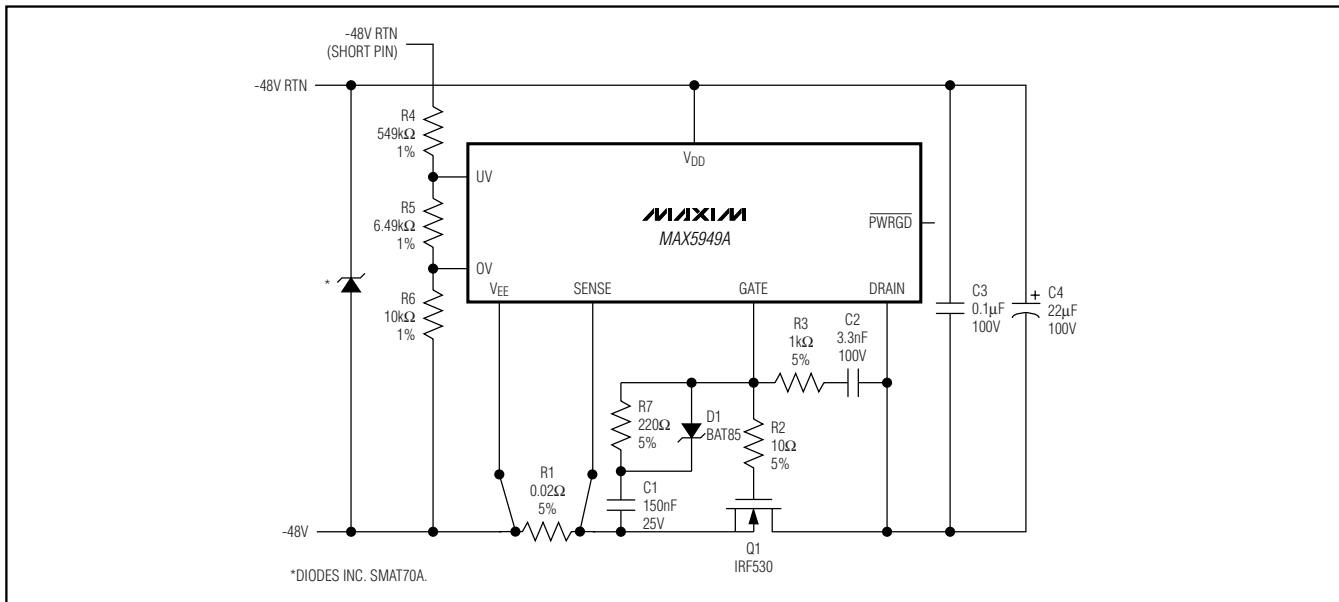 -48V RTN
(SHORT PIN)
-48V RTN
R4
549kΩ
1%
R5
6.49kΩ
1%
R6
10kΩ
1%
*
UV
OV
VDD
MAXIM
MAX5949A
PWRGD
VEE
SENSE
GATE
DRAIN
C3
0.1μF
100V
+
C4
22μF
100V
R3
1kΩ
5%
C2
3.3nF
100V
R7
220Ω
5%
D1
BAT85
R2
10Ω
5%
R1
0.02Ω
5%
C1
150nF
25V
-48V
Q1
IRF530
*DIODES INC. SMAT70A.